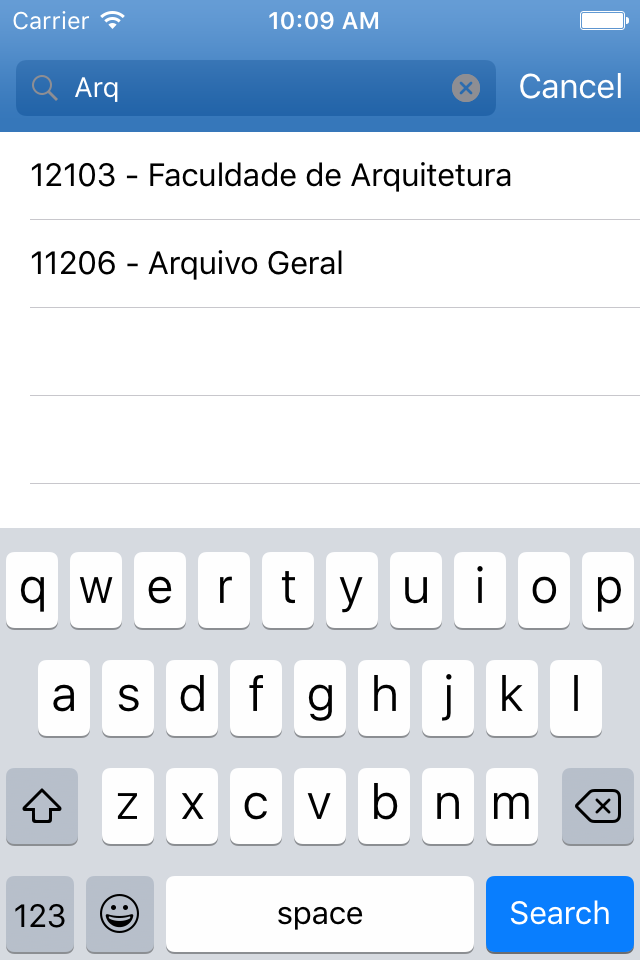 Carrier 10:09 AM
Arq Cancel
12103 - Faculdade de Arquitetura
11206 - Arquivo Geral
q w e r t y u i o p
a s d f g h j k l
z x c v b n m
123 space Search